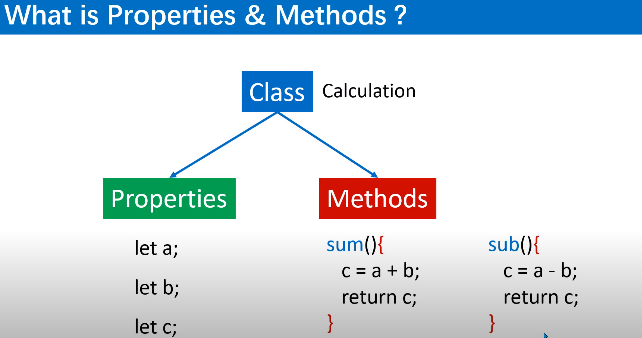 What is Properties & Methods ?
Class Calculation
Properties
Methods
let a;
let b;
let c;
sum(){
c = a + b;
return c;
}
sub(){
c = a - b;
return c;
}